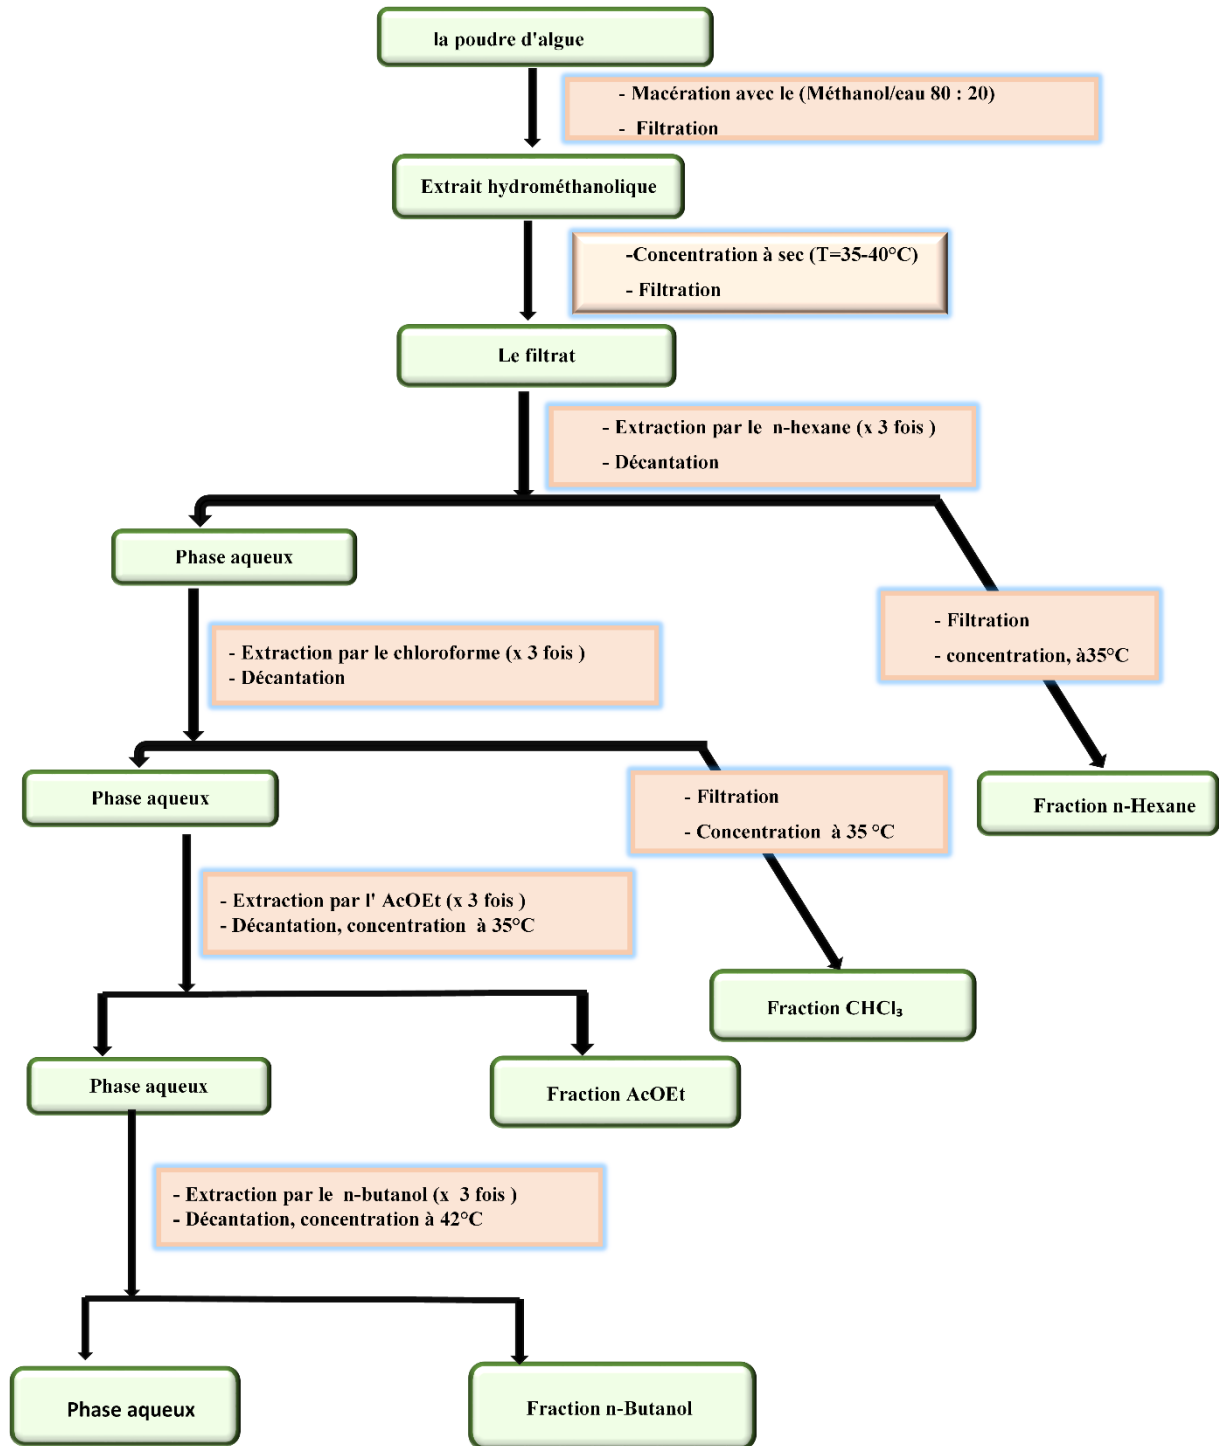 la poudre d'algue
- Macération avec le (Méthanol/eau 80 : 20)
- Filtration
Extrait hydrométhanolique
-Concentration à sec (T=35-40°C)
- Filtration
Le filtrat
- Extraction par le n-hexane (x 3 fois )
- Décantation
Phase aqueux
- Filtration
- concentration, à35°C
- Extraction par le chloroforme (x 3 fois )
- Décantation
Phase aqueux
- Filtration
- Concentration à 35 °C
Fraction n-Hexane
- Extraction par l' AcOEt (x 3 fois )
- Décantation, concentration à 35°C
Fraction CHCl₃
Phase aqueux
Fraction AcOEt
- Extraction par le n-butanol (x 3 fois )
- Décantation, concentration à 42°C
Phase aqueux
Fraction n-Butanol